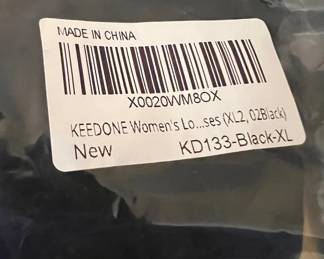 MADE IN CHINA
X0020WM8OX
KEEDONE Women's Lo...ses (XL2, 02Black)
New KD133-Black-XL